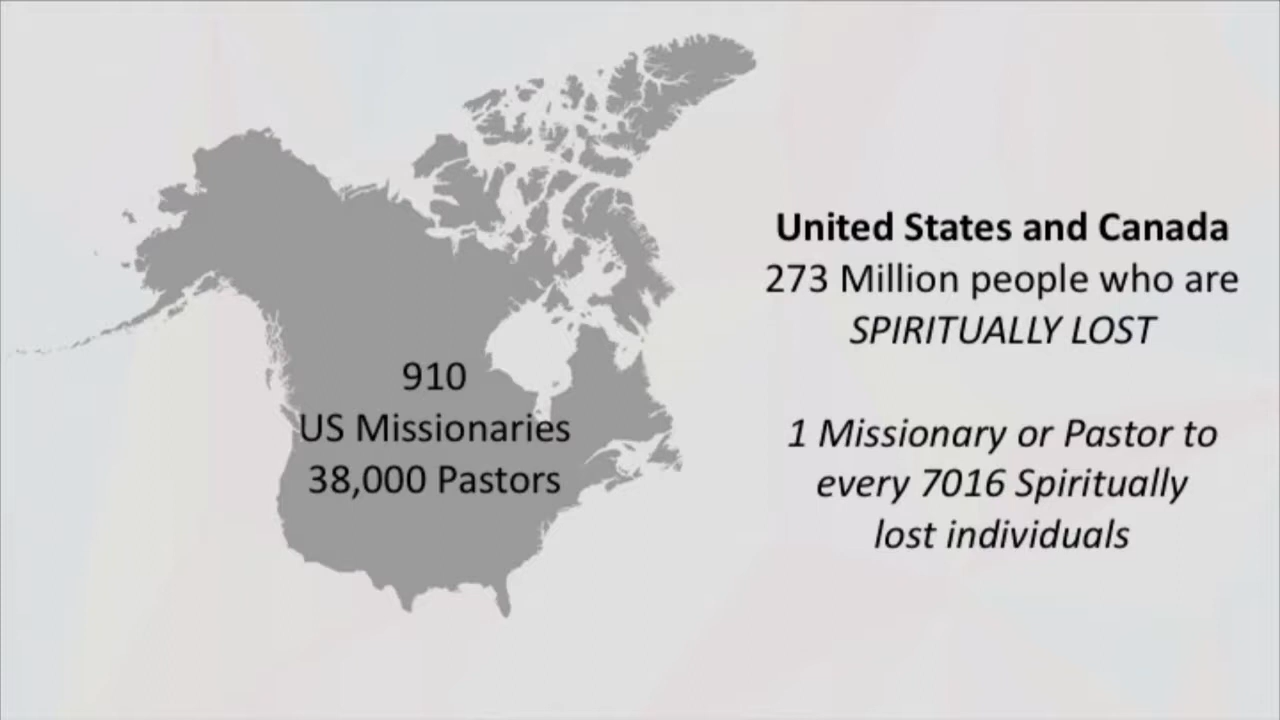 910
US Missionaries
38,000 Pastors
United States and Canada
273 Million people who are
SPIRITUALLY LOST
1 Missionary or Pastor to
every 7016 Spiritually
lost individuals